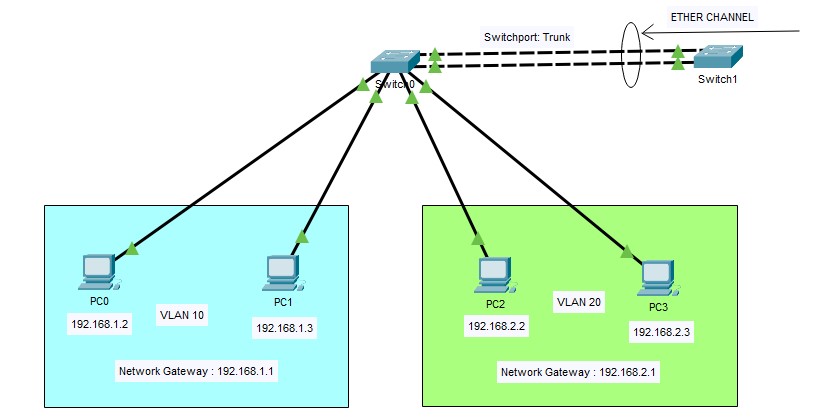 ETHER CHANNEL
Switchport: Trunk
Switch0
Switch1
PC0
PC1
PC2
PC3
VLAN 10
VLAN 20
192.168.1.2
192.168.1.3
192.168.2.2
192.168.2.3
Network Gateway : 192.168.1.1
Network Gateway : 192.168.2.1